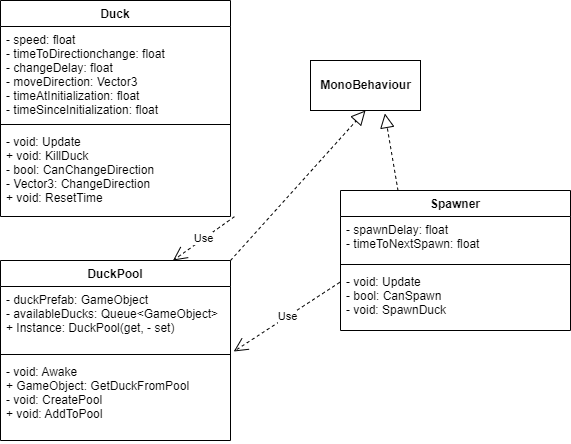 Duck
- speed: float
- timeToDirectionchange: float
- changeDelay: float
- moveDirection: Vector3
- timeAtInitialization: float
- timeSinceInitialization: float
- void: Update
+ void: KillDuck
- bool: CanChangeDirection
- Vector3: ChangeDirection
+ void: ResetTime
MonoBehaviour
Spawner
- spawnDelay: float
- timeToNextSpawn: float
- void: Update
- bool: CanSpawn
- void: SpawnDuck
Use
DuckPool
- duckPrefab: GameObject
- availableDucks: Queue<GameObject>
+ Instance: DuckPool(get, - set)
- void: Awake
+ GameObject: GetDuckFromPool
- void: CreatePool
+ void: AddToPool
Use